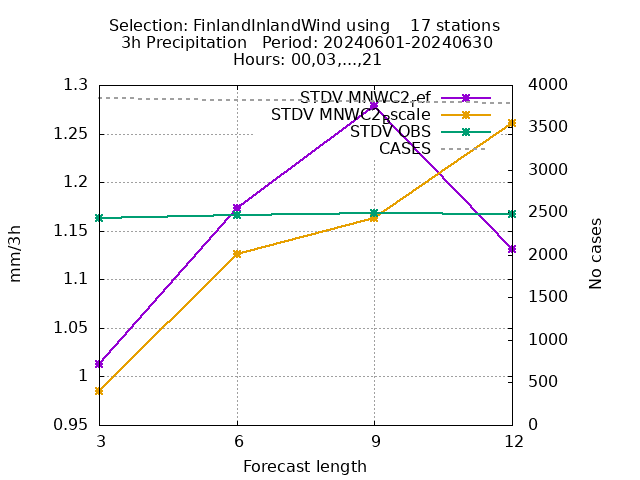 Selection: FinlandInlandWind using 17 stations
3h Precipitation Period: 20240601-20240630
Hours: 00,03,...,21
1.3
1.25
1.2
1.15
1.1
1.05
1
0.95
4000
3500
3000
2500
2000
1500
1000
500
0
STDV MNWC2_ref
STDV MNWC2_Bscale
STDV OBS
CASES
mm/3h
No cases
3
6
9
12
Forecast length